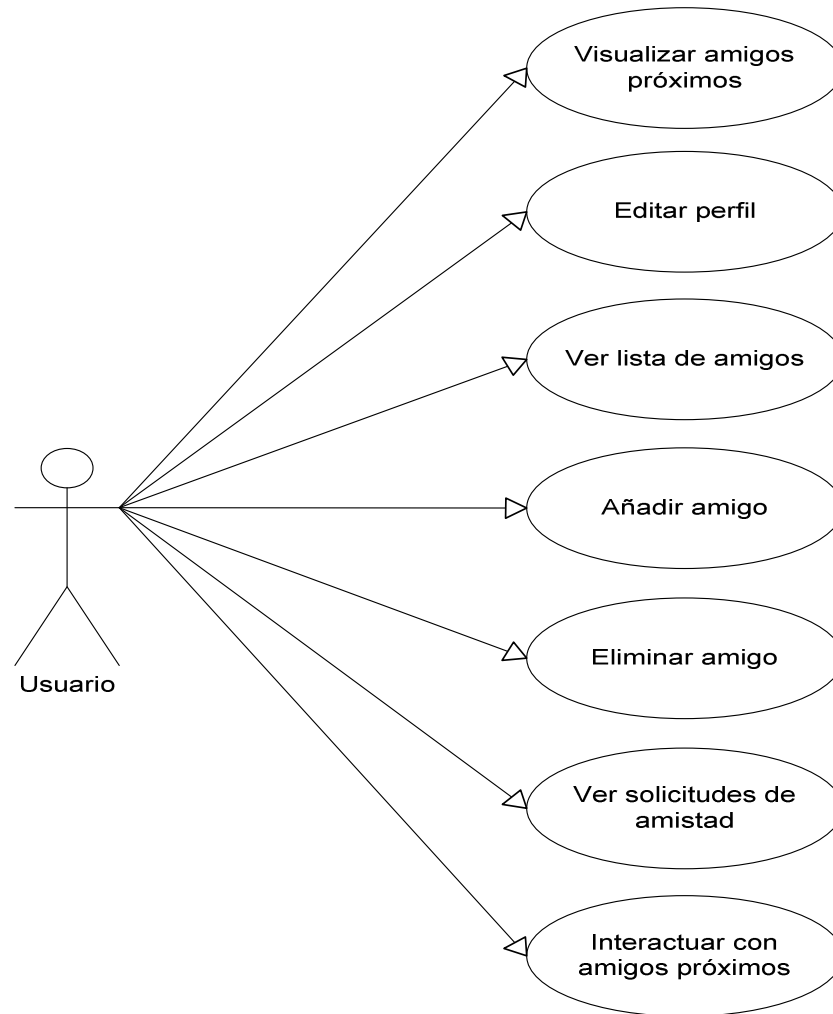 Visualizar amigos
próximos
Editar perfil
Ver lista de amigos
Añadir amigo
Eliminar amigo
Usuario
Ver solicitudes de
amistad
Interactuar con
amigos próximos